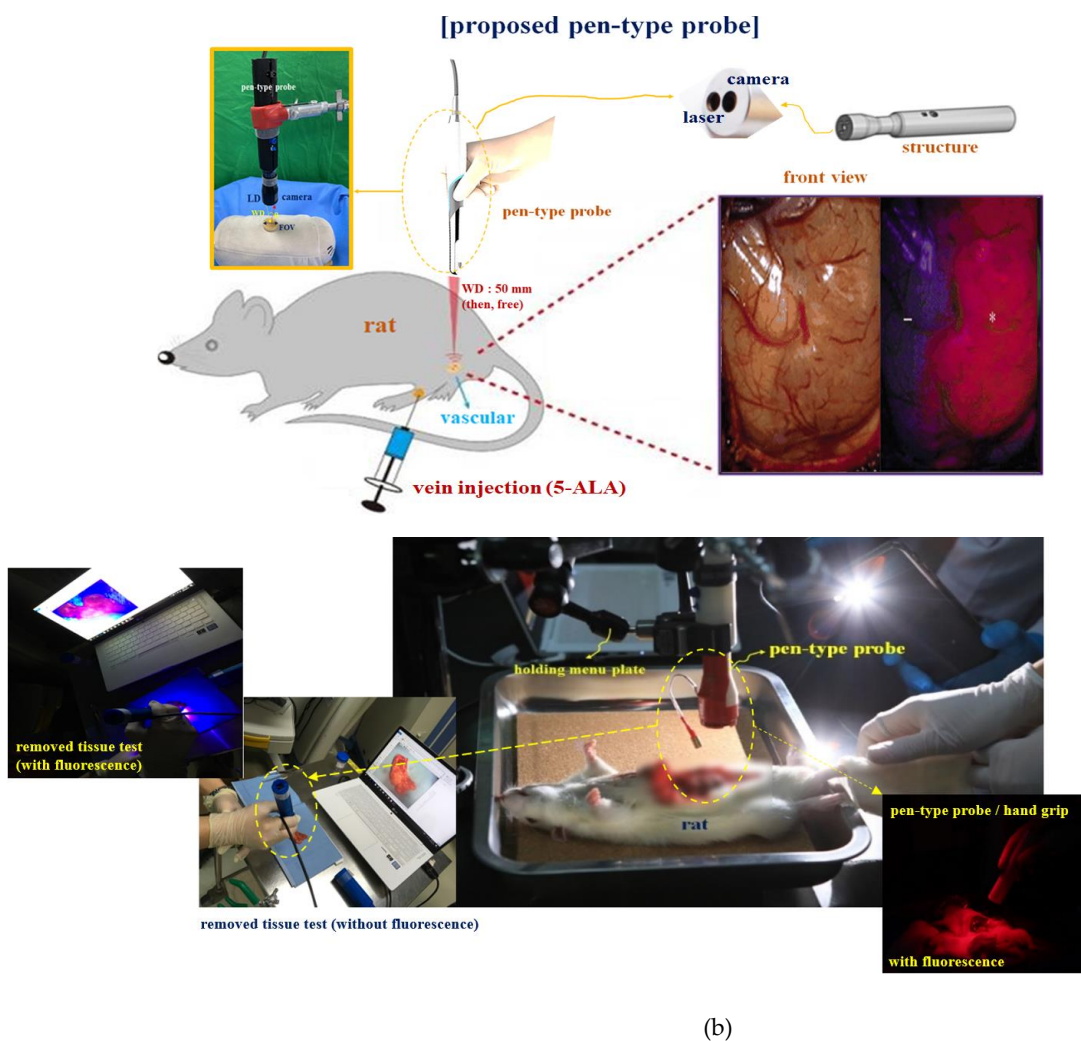 [proposed pen-type probe]
pen-type probe
camera
laser
structure
LD
camera
WD
FOV
pen-type probe
front view
WD : 50 mm
(then, free)
rat
–
*
vascular
vein injection (5-ALA)
holding menu-plate
pen-type probe
removed tissue test
(with fluorescence)
rat
pen-type probe / hand grip
removed tissue test (without fluorescence)
with fluorescence
(b)